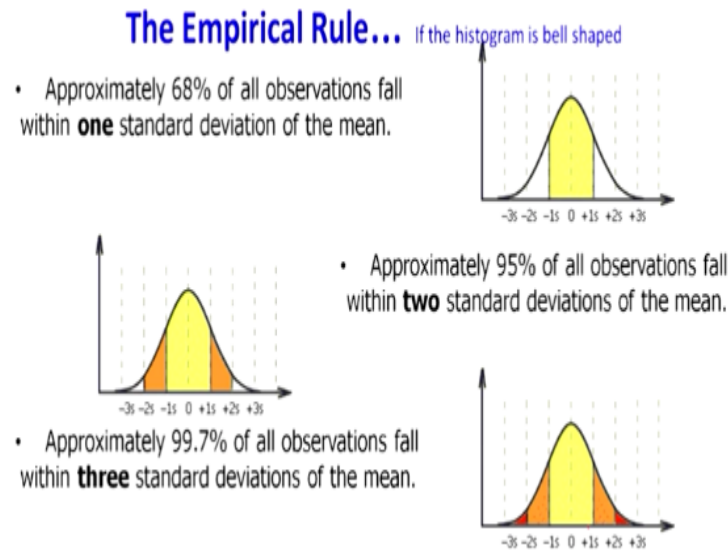 The Empirical Rule… If the histogram is bell shaped
• Approximately 68% of all observations fall
within one standard deviation of the mean.
-3s -2s -1s 0 +1s +2s +3s
• Approximately 95% of all observations fall
within two standard deviations of the mean.
-3s -2s -1s 0 +1s +2s +3s
• Approximately 99.7% of all observations fall
within three standard deviations of the mean.
-3s -2s -1s 0 +1s +2s +3s